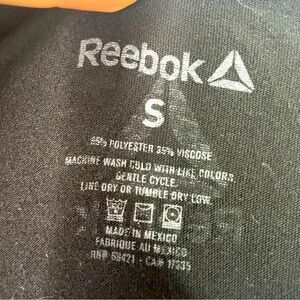 Reebok
S
65% POLYESTER 35% VISCOSE
MACHINE WASH COLD WITH LIKE COLORS,
GENTLE CYCLE.
LINE DRY OR TUMBLE DRY LOW.
MADE IN MEXICO
FABRIQUE AU MEXICO
RN# 69421 - CA# 17335